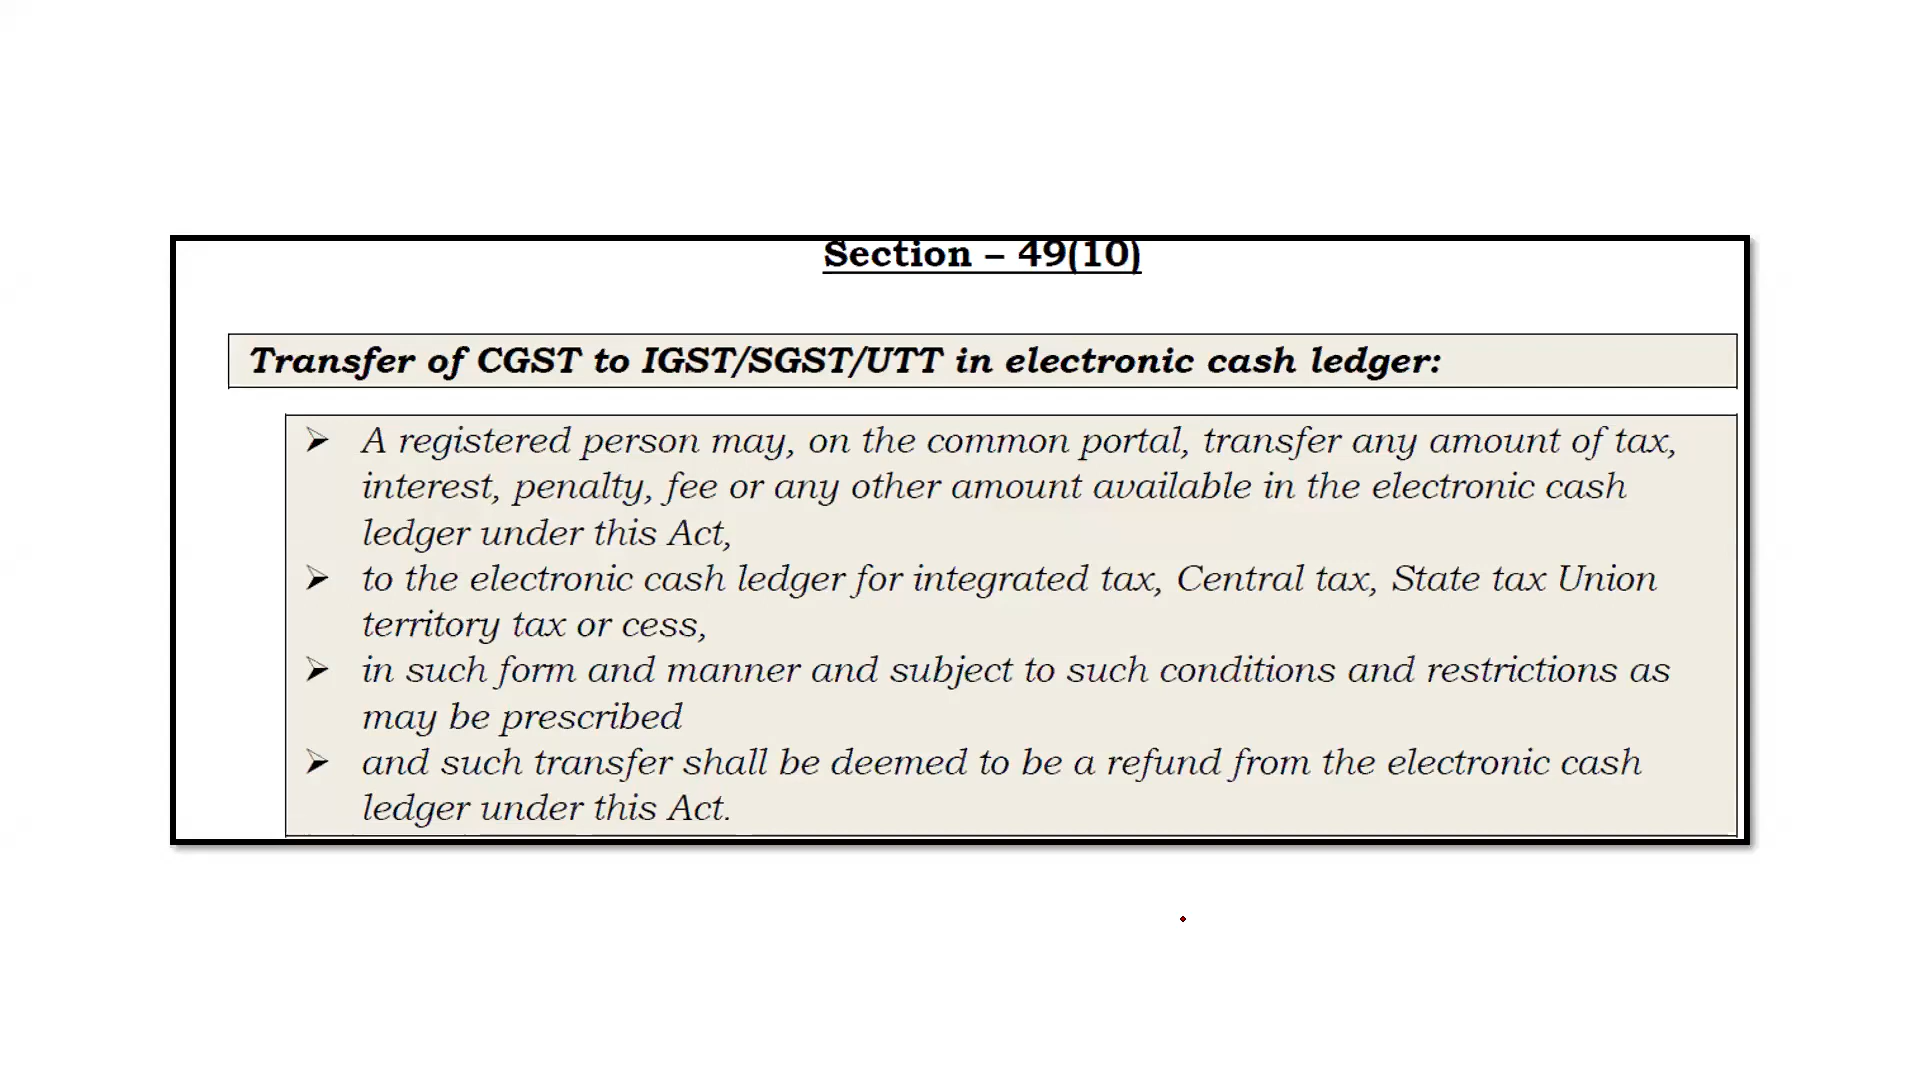 Section – 49(10)
Transfer of CGST to IGST/SGST/UTT in electronic cash ledger:
➢ A registered person may, on the common portal, transfer any amount of tax,
interest, penalty, fee or any other amount available in the electronic cash
ledger under this Act,
➢ to the electronic cash ledger for integrated tax, Central tax, State tax Union
territory tax or cess,
➢ in such form and manner and subject to such conditions and restrictions as
may be prescribed
➢ and such transfer shall be deemed to be a refund from the electronic cash
ledger under this Act.